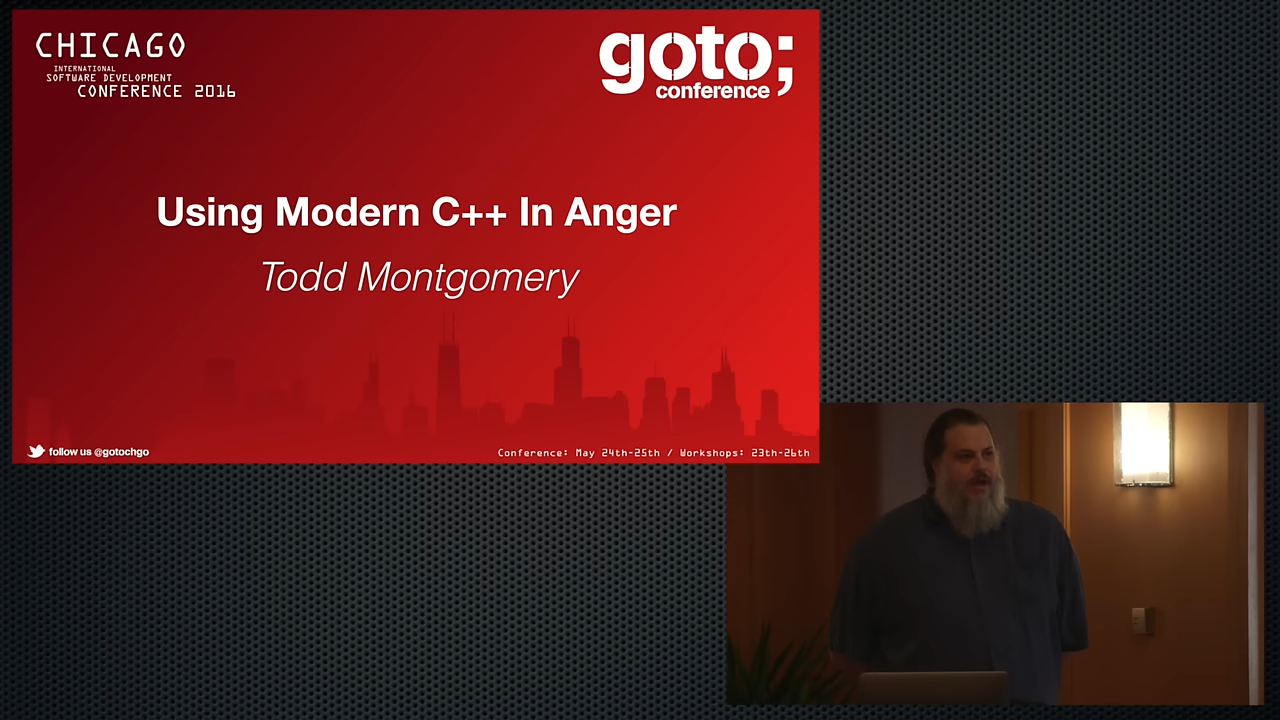 CHICAGO
INTERNATIONAL
SOFTWARE DEVELOPMENT
CONFERENCE 2016
goto;
conference
Using Modern C++ In Anger
Todd Montgomery
follow us @gotochgo
Conference: May 24th-25th / Workshops: 23th-26th